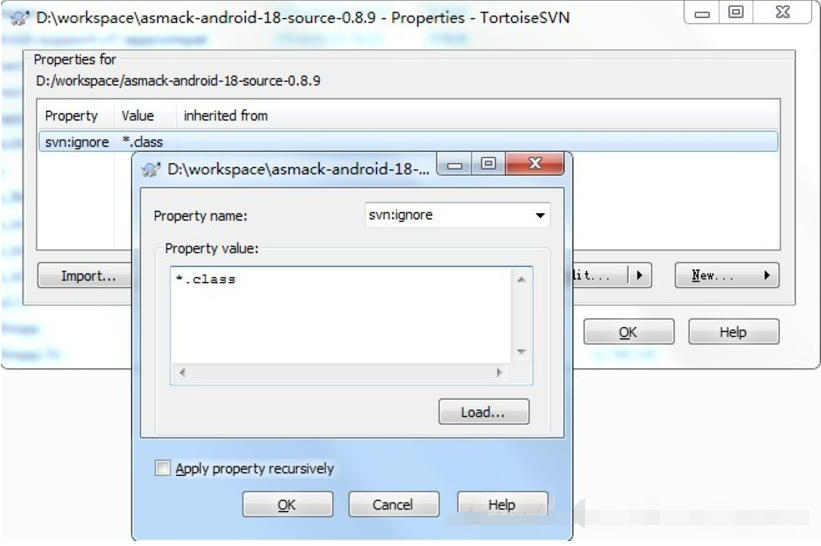 D:\workspace\asmack-android-18-source-0.8.9 - Properties - TortoiseSVN
Properties for
D:/workspace/asmack-android-18-source-0.8.9
Property Value inherited from
svn:ignore *.class
D:\workspace\asmack-android-18-...
Property name: svn:ignore
Property value:
*.class
Import... New...
OK Help
Load...
Apply property recursively
OK Cancel Help